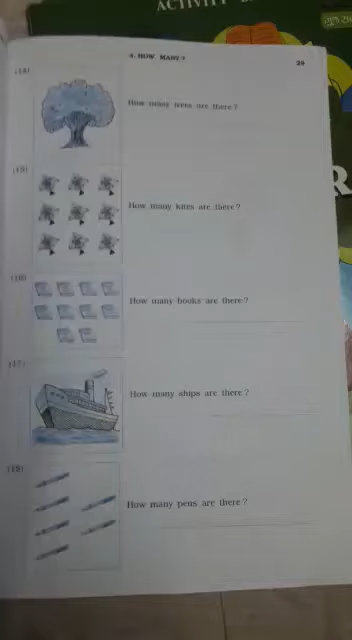 ACTIVITY
4. HOW MANY?
29
(14)
How many trees are there?
(15)
How many kites are there?
R
(16)
How many books are there?
(17)
How many ships are there?
(18)
How many pens are there?